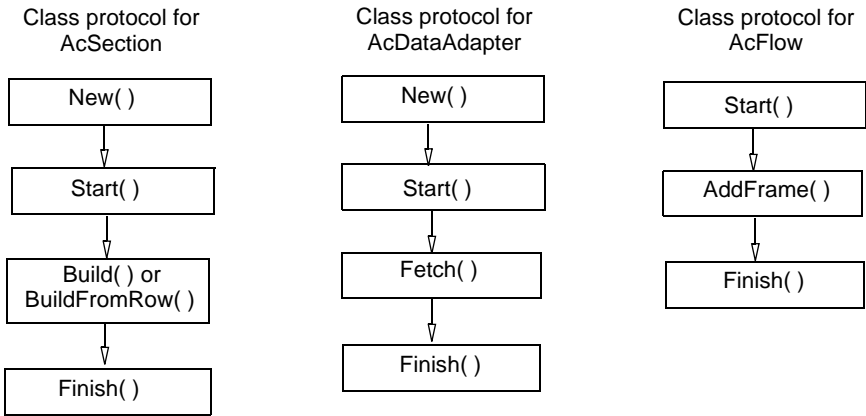 Class protocol for
AcSection
New( )
Start( )
Build( ) or
BuildFromRow( )
Finish( )
Class protocol for
AcDataAdapter
New( )
Start( )
Fetch( )
Finish( )
Class protocol for
AcFlow
Start( )
AddFrame( )
Finish( )